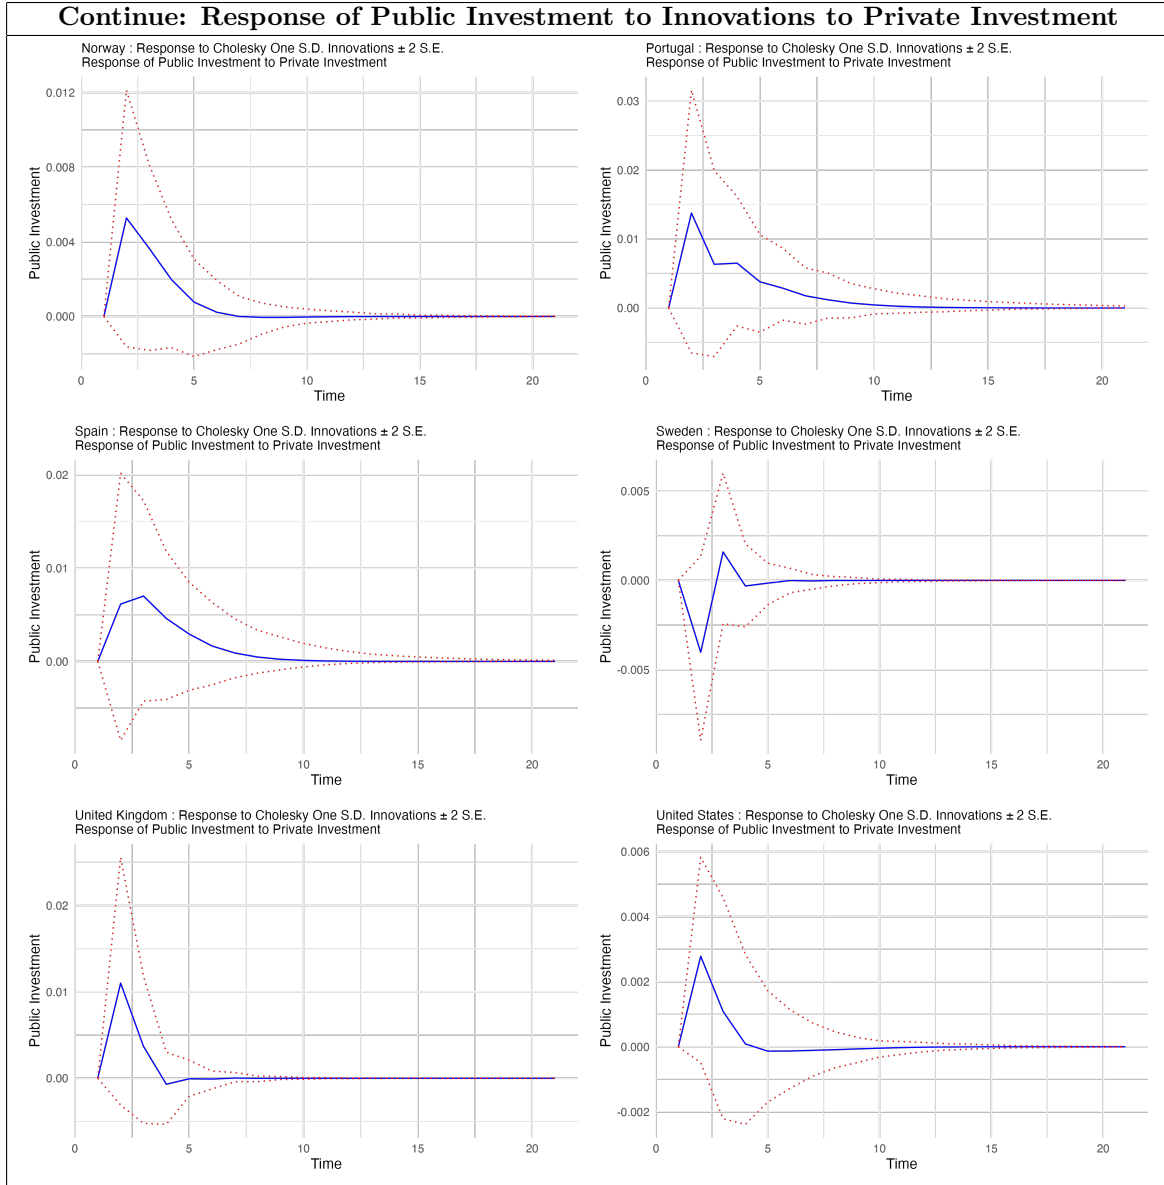 Continue: Response of Public Investment to Innovations to Private Investment
Norway : Response to Cholesky One S.D. Innovations ± 2 S.E.
Response of Public Investment to Private Investment
Public Investment
0.012
0.008
0.004
0.000
0 5 10 15 20
Time
Portugal : Response to Cholesky One S.D. Innovations ± 2 S.E.
Response of Public Investment to Private Investment
Public Investment
0.03
0.02
0.01
0.00
0 5 10 15 20
Time
Spain : Response to Cholesky One S.D. Innovations ± 2 S.E.
Response of Public Investment to Private Investment
Public Investment
0.02
0.01
0.00
0 5 10 15 20
Time
Sweden : Response to Cholesky One S.D. Innovations ± 2 S.E.
Response of Public Investment to Private Investment
Public Investment
0.005
0.000
-0.005
0 5 10 15 20
Time
United Kingdom : Response to Cholesky One S.D. Innovations ± 2 S.E.
Response of Public Investment to Private Investment
Public Investment
0.02
0.01
0.00
0 5 10 15 20
Time
United States : Response to Cholesky One S.D. Innovations ± 2 S.E.
Response of Public Investment to Private Investment
Public Investment
0.006
0.004
0.002
0.000
-0.002
0 5 10 15 20
Time